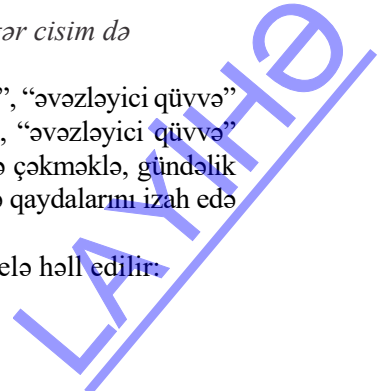 ər cisim də
”, “əvəzləyici qüvvə”
, “əvəzləyici qüvvə”
ə çəkməklə, gündəlik
qaydalarını izah edə
elə həll edilir:
LAYİHƏ